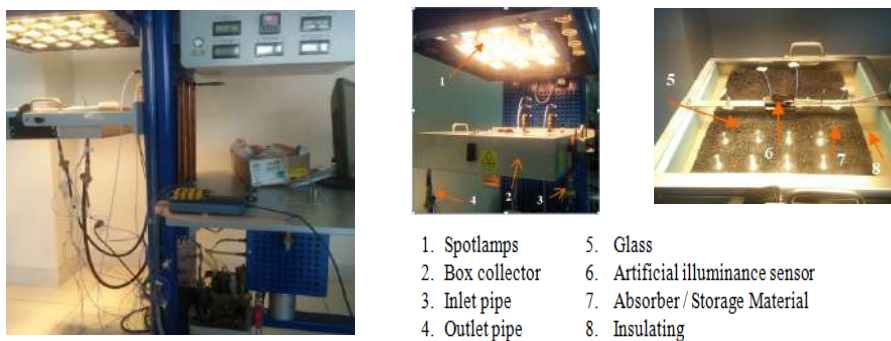 1
2
3
4
5
6
7
8
1. Spotlamps
2. Box collector
3. Inlet pipe
4. Outlet pipe
5. Glass
6. Artificial illuminance sensor
7. Absorber / Storage Material
8. Insulating